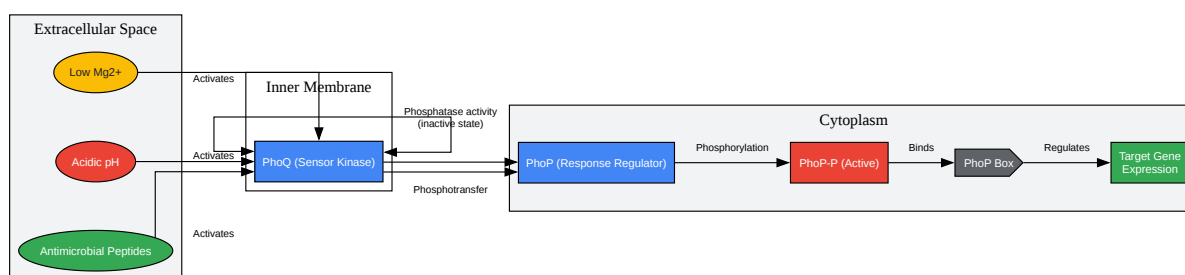 Extracellular Space
Low Mg2+
Activates
Inner Membrane
Phosphatase activity
(inactive state)
Cytoplasm
Acidic pH
Activates
PhoQ (Sensor Kinase)
Phosphotransfer
PhoP (Response Regulator)
Phosphorylation
PhoP-P (Active)
Binds
PhoP Box
Regulates
Target Gene
Expression
Antimicrobial Peptides
Activates